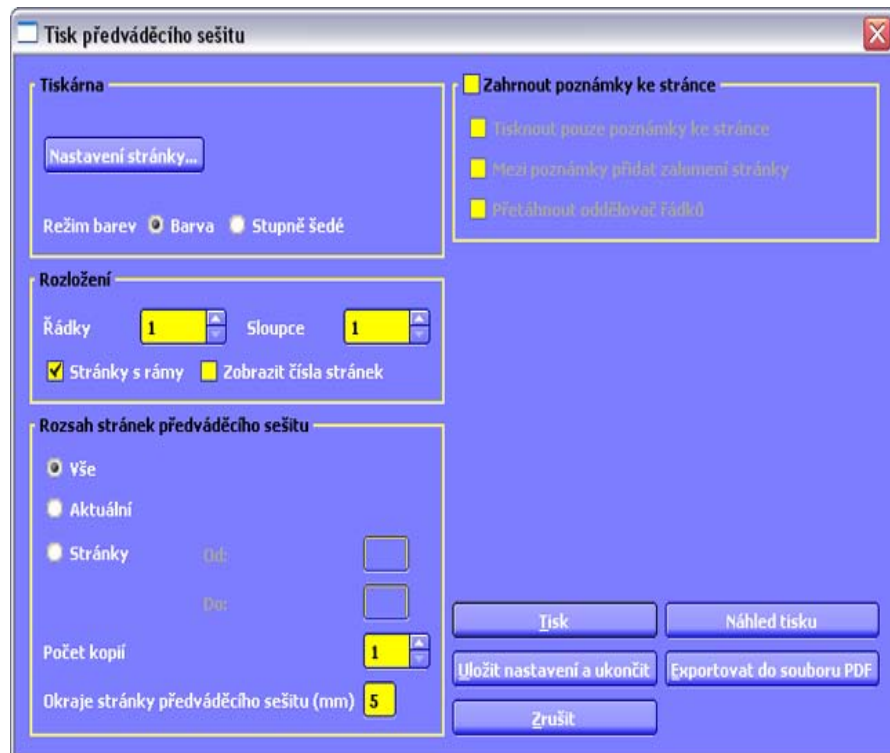 Tisk předváděcího sešitu
Tiskárna
Nastavení stránky...
Režim barev Barva Stupně šedé
Rozložení
Řádky 1 Sloupce 1
Stránky s rámy Zobrazit čísla stránek
Rozsah stránek předváděcího sešitu
Vše
Aktuální
Stránky Od:
Do:
Počet kopií 1
Okraje stránky předváděcího sešitu (mm) 5
Zahrnout poznámky ke stránce
Tisknout pouze poznámky ke stránce
Mezi poznámky přidat zalomení stránky
Přetáhnout oddělovač řádků
Tisk Náhled tisku
Uložit nastavení a ukončit Exportovat do souboru PDF
Zrušit